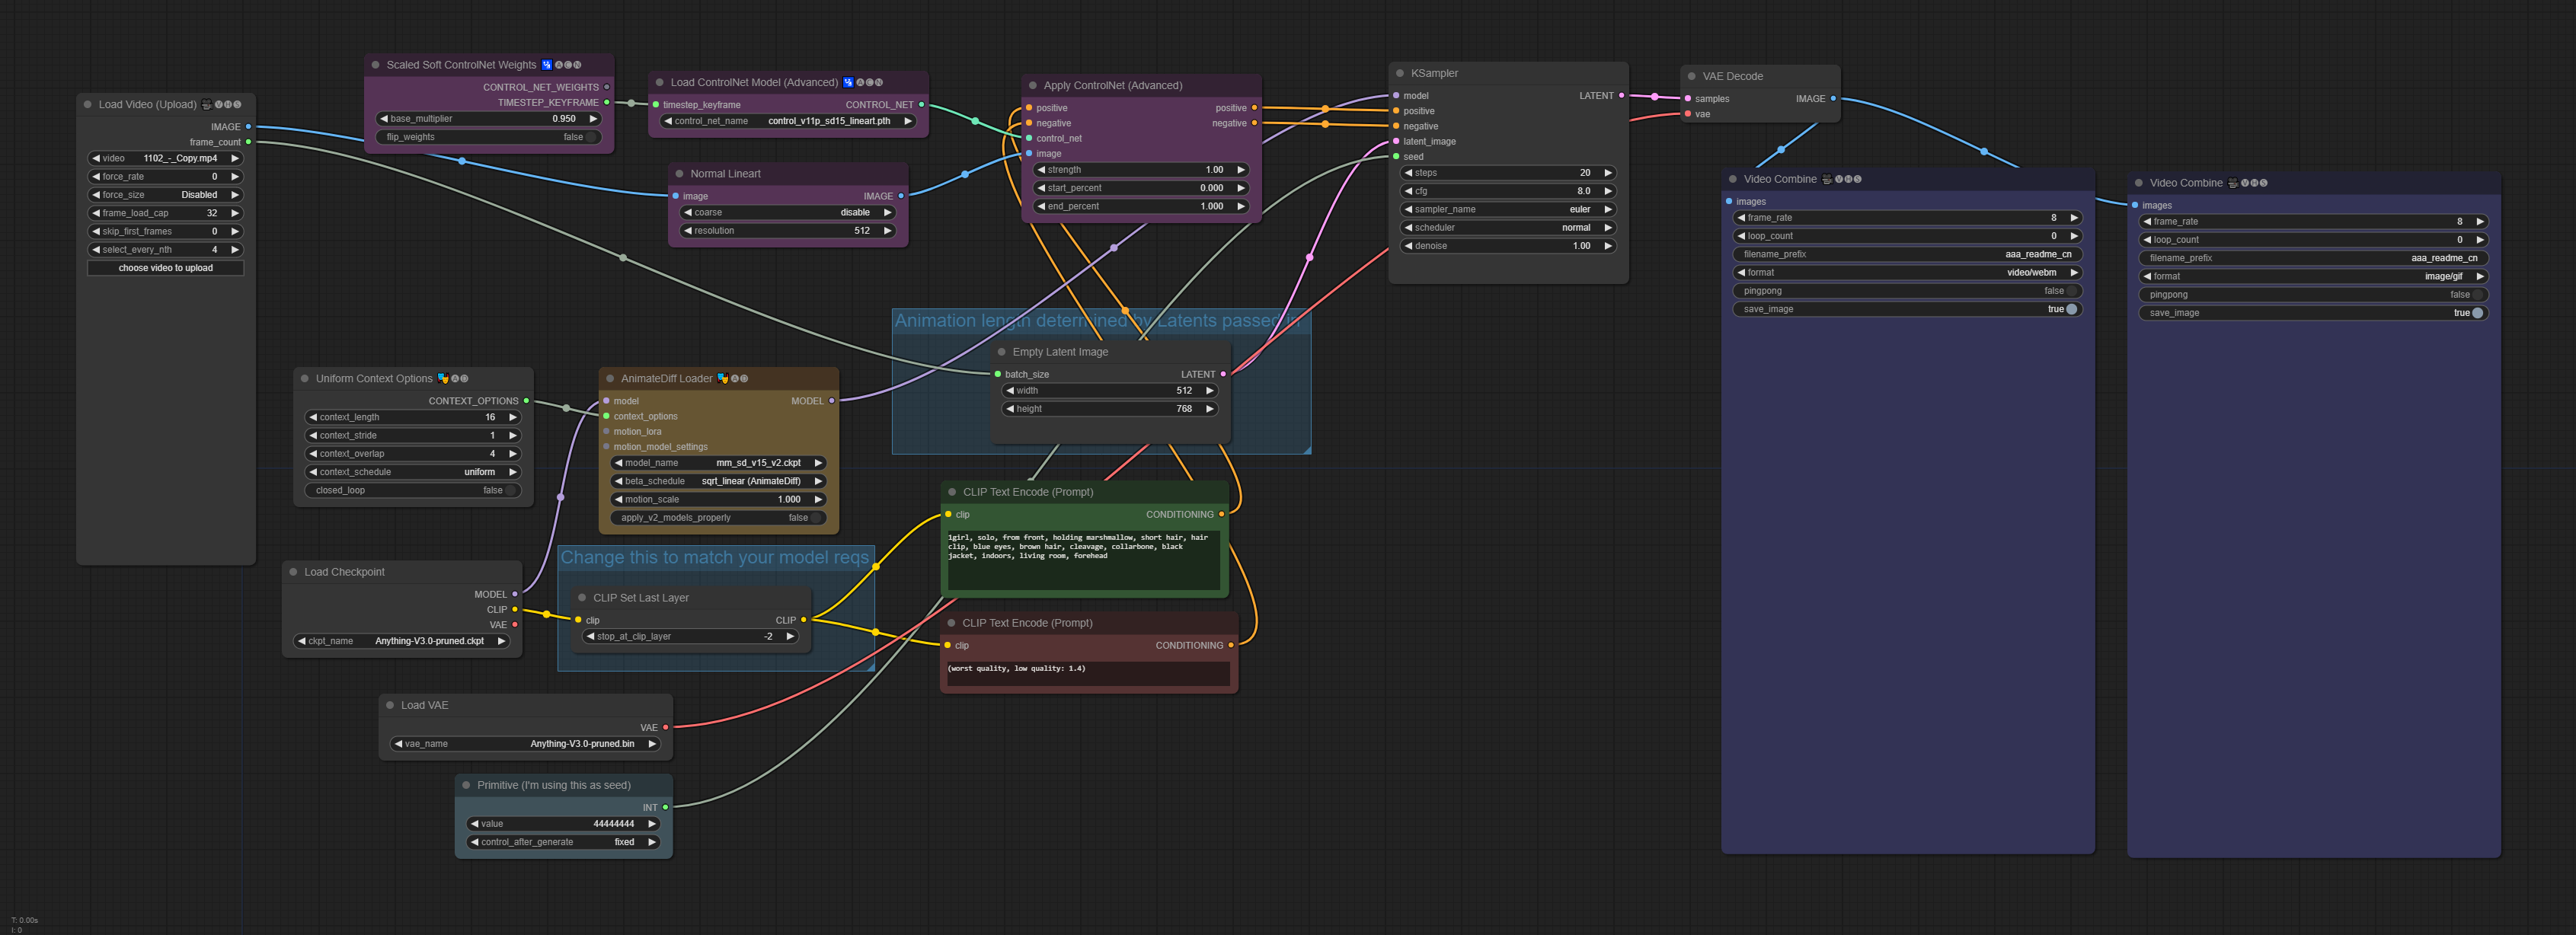 Load Video (Upload)
IMAGE
frame_count
video 1102_-_Copy.mp4
force_rate 0
force_size Disabled
frame_load_cap 32
skip_first_frames 0
select_every_nth 4
choose video to upload
Scaled Soft ControlNet Weights
CONTROL_NET_WEIGHTS
TIMESTEP_KEYFRAME
base_multiplier 0.950
flip_weights false
Load ControlNet Model (Advanced)
timestep_keyframe CONTROL_NET
control_net_name control_v11p_sd15_lineart.pth
Normal Lineart
image IMAGE
coarse disable
resolution 512
Apply ControlNet (Advanced)
positive positive
negative negative
control_net
image
strength 1.00
start_percent 0.000
end_percent 1.000
KSampler
model LATENT
positive
negative
latent_image
seed
steps 20
cfg 8.0
sampler_name euler
scheduler normal
denoise 1.00
VAE Decode
samples IMAGE
vae
Video Combine
images
frame_rate 8
loop_count 0
filename_prefix aaa_readme_cn
format video/webm
pingpong false
save_image true
Video Combine
images
frame_rate 8
loop_count 0
filename_prefix aaa_readme_cn
format image/gif
pingpong false
save_image true
Animation length determined by Latents passed in
Empty Latent Image
batch_size LATENT
width 512
height 768
Uniform Context Options
CONTEXT_OPTIONS
context_length 16
context_stride 1
context_overlap 4
context_schedule uniform
closed_loop false
AnimateDiff Loader
model MODEL
context_options
motion_lora
motion_model_settings
model_name mm_sd_v15_v2.ckpt
beta_schedule sqrt_linear (AnimateDiff)
motion_scale 1.000
apply_v2_models_properly false
CLIP Text Encode (Prompt)
clip CONDITIONING
1girl, solo, from front, holding marshmallow, short hair, hair
clip, blue eyes, brown hair, cleavage, collarbone, black
jacket, indoors, living room, forehead
Change this to match your model reqs
Load Checkpoint
MODEL
CLIP
VAE
ckpt_name Anything-V3.0-pruned.ckpt
CLIP Set Last Layer
clip CLIP
stop_at_clip_layer -2
CLIP Text Encode (Prompt)
clip CONDITIONING
(worst quality, low quality: 1.4)
Load VAE
VAE
vae_name Anything-V3.0-pruned.bin
Primitive (I'm using this as seed)
INT
value 44444444
control_after_generate fixed
T: 0.00s
I: 0